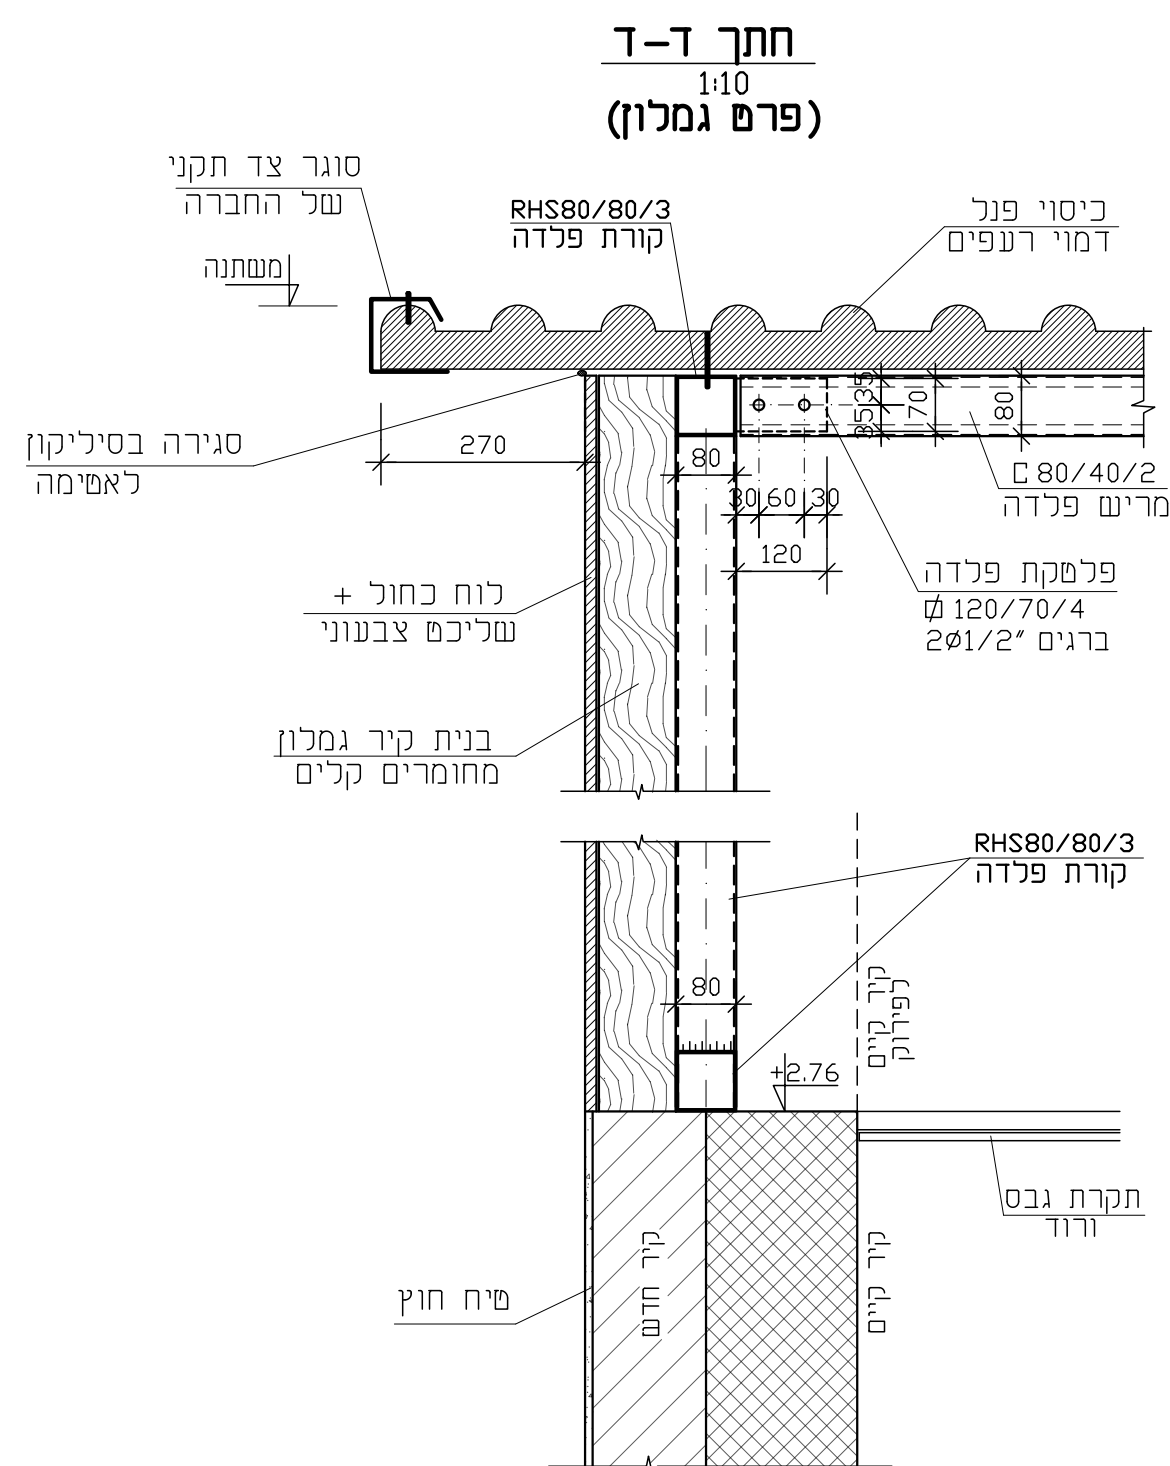 חתך ד-ד
1:10
(פרט גמלון)
סוגר צד תקני
של החברה
RHS80/80/3
קורת פלדה
כיסוי פנל
דמוי רעפים
משתנה
סגירה בסיליקון
לאטימה
270
80
35
35
70
80
30
60
30
120
⊏ 80/40/2
מריש פלדה
פלטקת פלדה
120/70/4
ברגים 2Ø1/2"
לוח כחול +
שליכט צבעוני
בנית קיר גמלון
מחומרים קלים
RHS80/80/3
קורת פלדה
קיר קיים
לפירוק
80
+2.76
תקרת גבס
ורוד
קיר חדש
קיר קיים
טיח חוץ